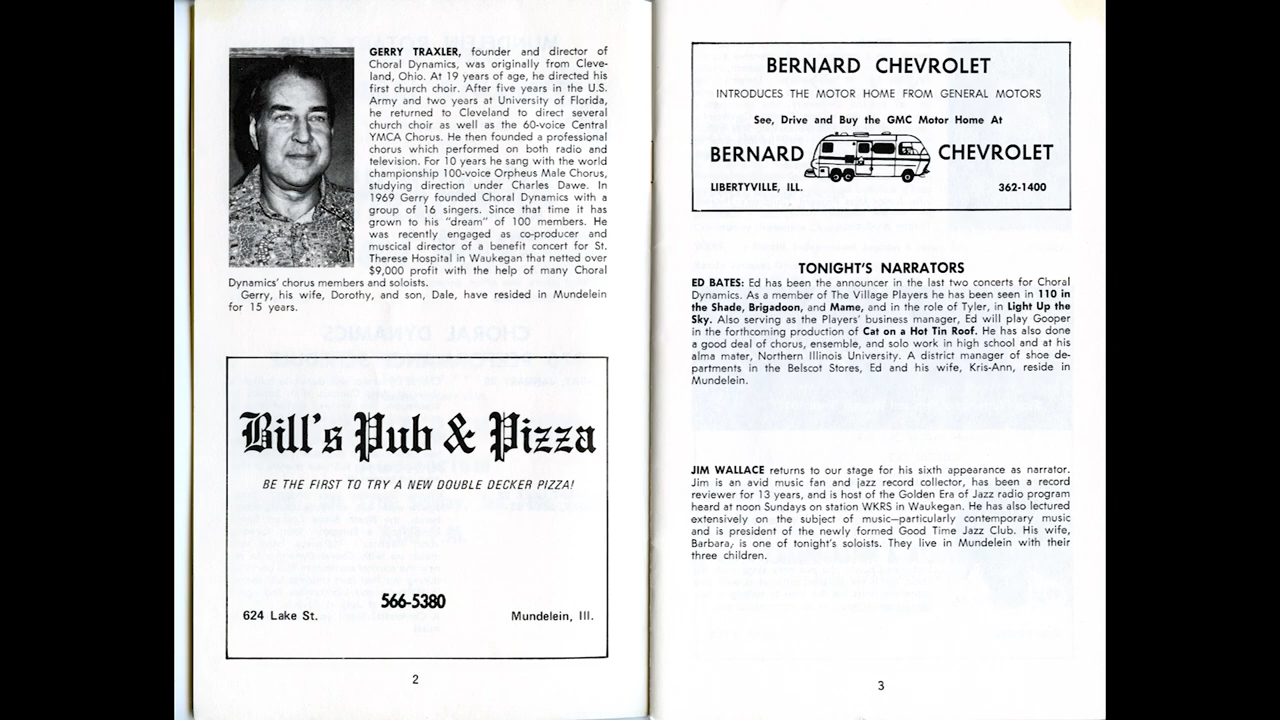 GERRY TRAXLER, founder and director of
Choral Dynamics, was originally from Cleve-
land, Ohio. At 19 years of age, he directed his
first church choir. After five years in the U.S.
Army and two years at University of Florida,
he returned to Cleveland to direct several
church choir as well as the 60-voice Central
YMCA Chorus. He then founded a professional
chorus which performed on both radio and
television. For 10 years he sang with the world
championship 100-voice Orpheus Male Chorus,
studying direction under Charles Dawe. In
1969 Gerry founded Choral Dynamics with a
group of 16 singers. Since that time it has
grown to his "dream" of 100 members. He
was recently engaged as co-producer and
muscical director of a benefit concert for St.
Therese Hospital in Waukegan that netted over
$9,000 profit with the help of many Choral
Dynamics' chorus members and soloists.
Gerry, his wife, Dorothy, and son, Dale, have resided in Mundelein
for 15 years.
Bill's Pub & Pizza
BE THE FIRST TO TRY A NEW DOUBLE DECKER PIZZA!
566-5380
624 Lake St. Mundelein, Ill.
2
BERNARD CHEVROLET
INTRODUCES THE MOTOR HOME FROM GENERAL MOTORS
See, Drive and Buy the GMC Motor Home At
BERNARD CHEVROLET
LIBERTYVILLE, ILL. 362-1400
TONIGHT'S NARRATORS
ED BATES: Ed has been the announcer in the last two concerts for Choral
Dynamics. As a member of The Village Players he has been seen in 110 in
the Shade, Brigadoon, and Mame, and in the role of Tyler, in Light Up the
Sky. Also serving as the Players' business manager, Ed will play Gooper
in the forthcoming production of Cat on a Hot Tin Roof. He has also done
a good deal of chorus, ensemble, and solo work in high school and at his
alma mater, Northern Illinois University. A district manager of shoe de-
partments in the Belscot Stores, Ed and his wife, Kris-Ann, reside in
Mundelein.
JIM WALLACE returns to our stage for his sixth appearance as narrator.
Jim is an avid music fan and jazz record collector, has been a record
reviewer for 13 years, and is host of the Golden Era of Jazz radio program
heard at noon Sundays on station WKRS in Waukegan. He has also lectured
extensively on the subject of music—particularly contemporary music
and is president of the newly formed Good Time Jazz Club. His wife,
Barbara, is one of tonight's soloists. They live in Mundelein with their
three children.
3